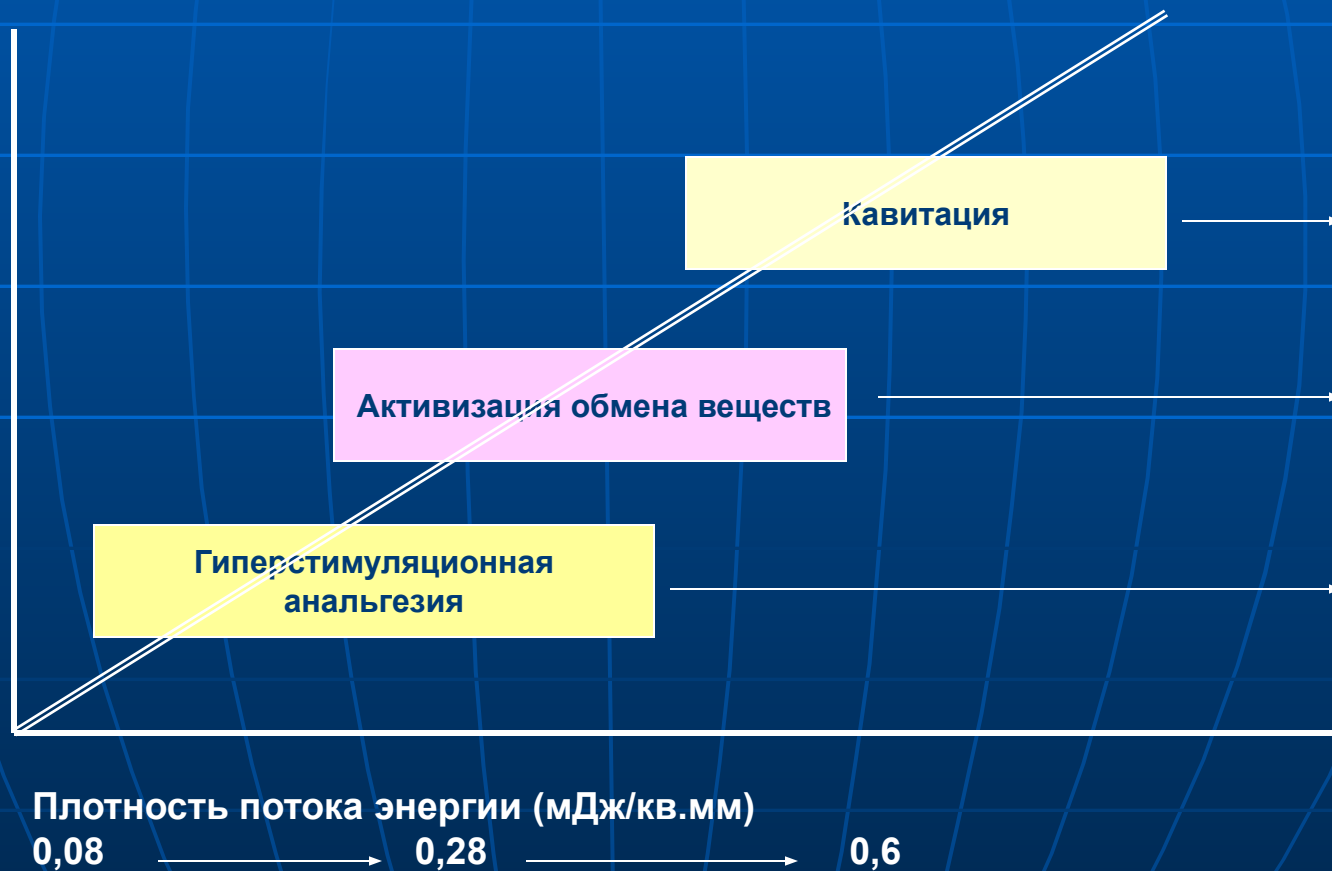 Кавитация
Активизация обмена веществ
Гиперстимуляционная
анальгезия
Плотность потока энергии (мДж/кв.мм)
0,08 0,28 0,6